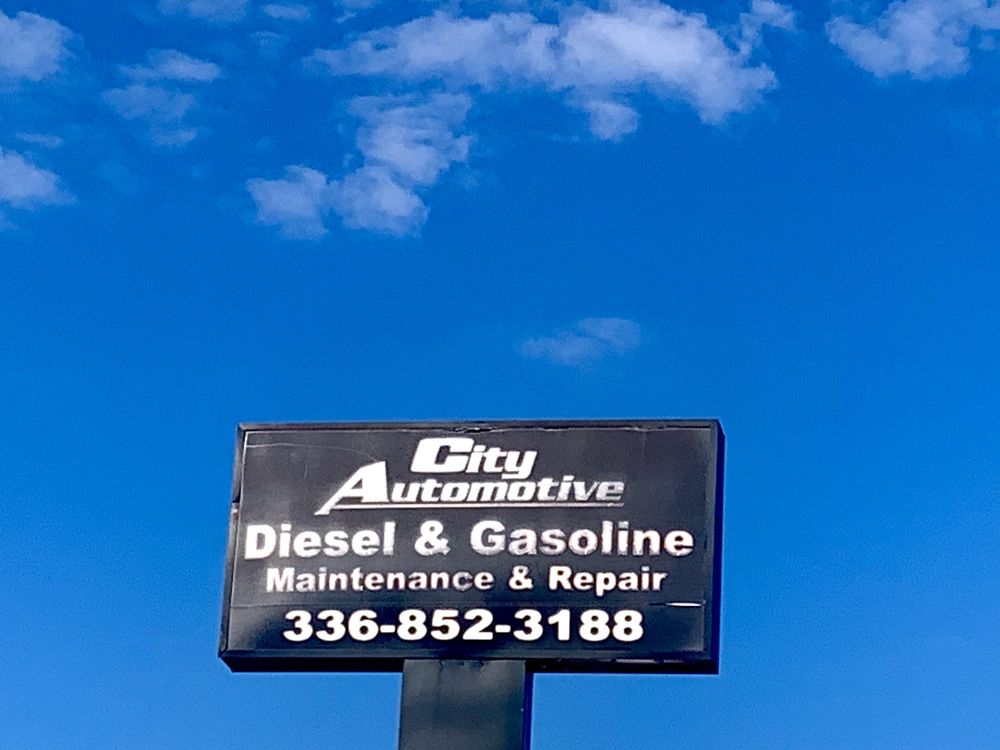 City
Automotive
Diesel & Gasoline
Maintenance & Repair
336-852-3188